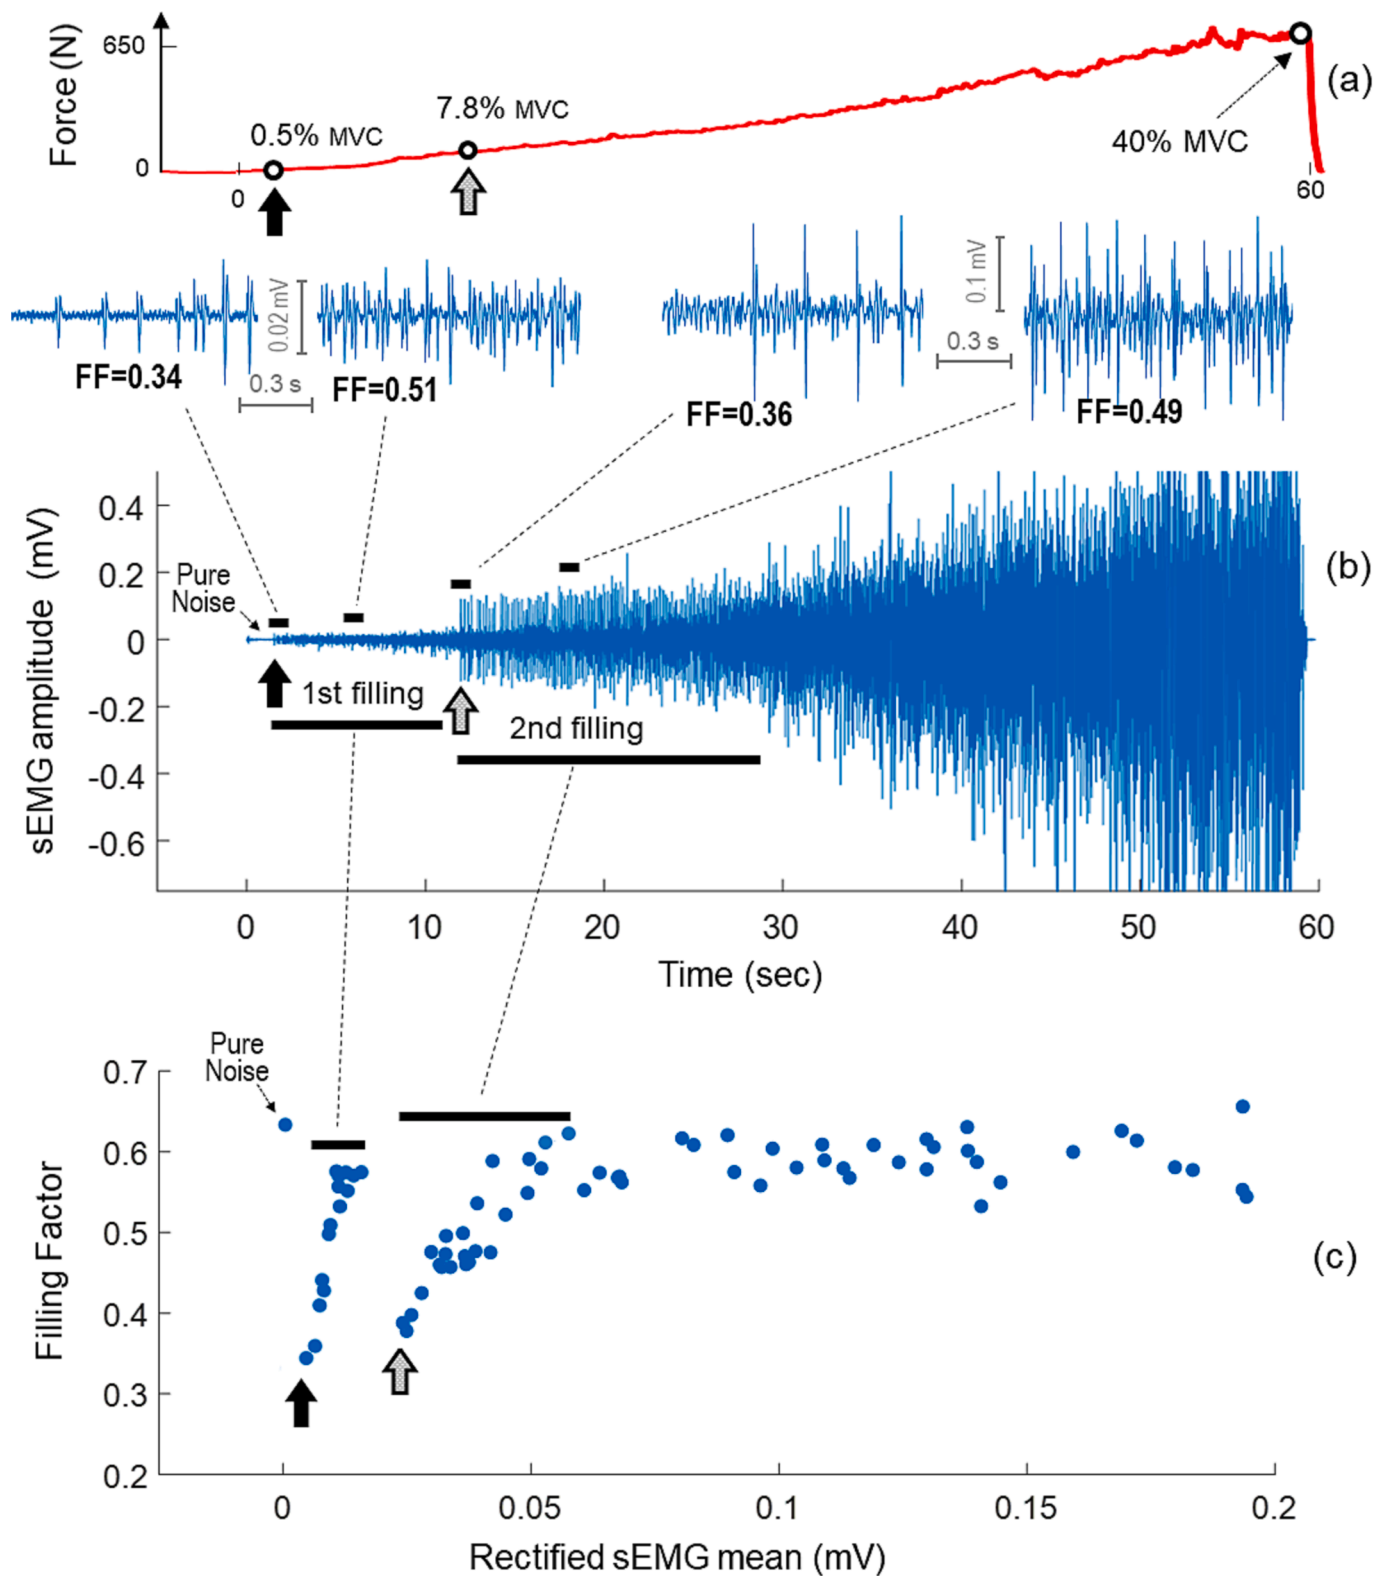 Force (N)
650
0
0.5% MVC
7.8% MVC
40% MVC
(a)
0
60
0.02 mV
0.1 mV
0.3 s
0.3 s
FF=0.34
FF=0.51
FF=0.36
FF=0.49
sEMG amplitude (mV)
0.4
0.2
0
-0.2
-0.4
-0.6
Pure
Noise
1st filling
2nd filling
(b)
0
10
20
30
40
50
60
Time (sec)
Pure
Noise
Filling Factor
0.7
0.6
0.5
0.4
0.3
0.2
(c)
0
0.05
0.1
0.15
0.2
Rectified sEMG mean (mV)